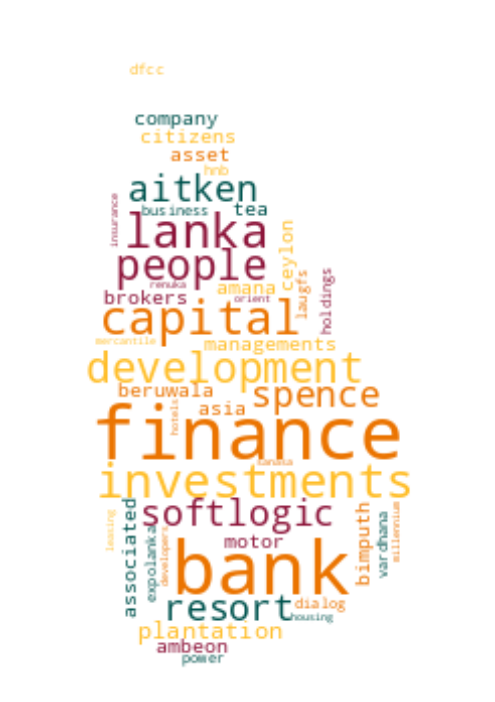 dfcc
company
citizens
asset
hnb
aitken
business tea
insurance
lanka
people
ceylon
renuka
amana
laugfs
holdings
brokers
orient
capital
mercantile
managements
development
beruwala
spence
asia
hotels
finance
sanasa
investments
softlogic
associated
expolanka
leasing
developers
motor
bimputh
vardhana
millennium
bank
resort
dialog
housing
plantation
ambeon
power